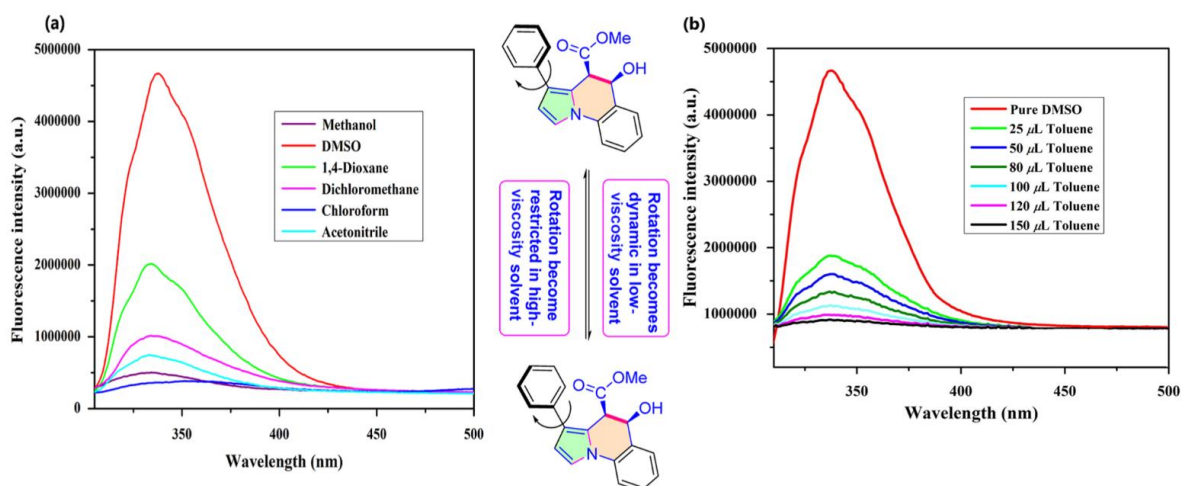 (a)
Fluorescence intensity (a.u.)
5000000
4000000
3000000
2000000
1000000
0
Methanol
DMSO
1,4-Dioxane
Dichloromethane
Chloroform
Acetonitrile
350
400
450
500
Wavelength (nm)
OMe
O
C
OH
N
Rotation become
restricted in high-
viscosity solvent
Rotation becomes
dynamic in low-
viscosity solvent
OMe
O
C
OH
N
(b)
Fluorescence intensity (a.u.)
5000000
4000000
3000000
2000000
1000000
Pure DMSO
25 μL Toluene
50 μL Toluene
80 μL Toluene
100 μL Toluene
120 μL Toluene
150 μL Toluene
350
400
450
500
Wavelength (nm)